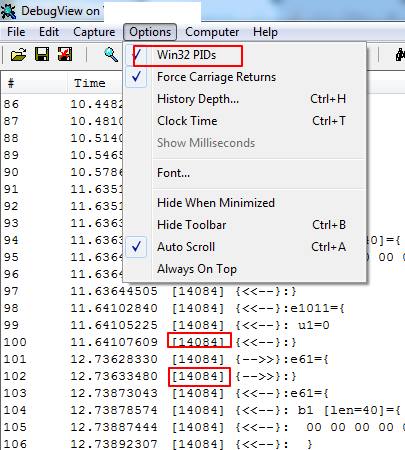 DebugView on
File Edit Capture Options Computer Help
# Time
Win32 PIDs
Force Carriage Returns
History Depth... Ctrl+H
Clock Time Ctrl+T
Show Milliseconds
Font...
Hide When Minimized
Hide Toolbar Ctrl+B
Auto Scroll Ctrl+A
Always On Top
86 10.4482
87 10.4810
88 10.5140
89 10.5465
90 10.5786
91 11.6351
92 11.6351
93 11.6351
94 11.6363 40]={
95 11.6363 00 00 0
96 11.6363
97 11.63644505 [14084] {<<--}:}
98 11.64102840 [14084] {<<--}:e1011={
99 11.64105225 [14084] {<<--}: u1=0
100 11.64107609 [14084] {<<--}:}
101 12.73628330 [14084] {-->>}:e61={
102 12.73633480 [14084] {-->>}:}
103 12.73873043 [14084] {<<--}:e61={
104 12.73878574 [14084] {<<--}: b1 [len=40]={
105 12.73887444 [14084] {<<--}: 00 00 00 0
106 12.73892307 [14084] {<<--}: }